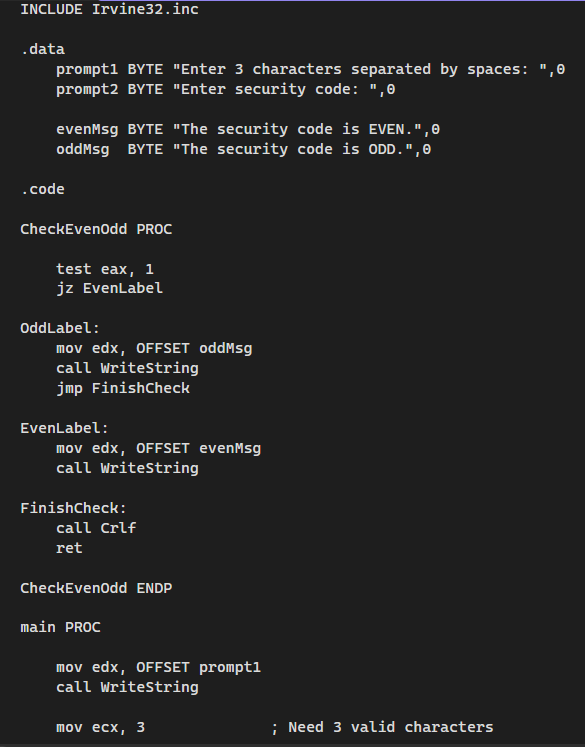 INCLUDE Irvine32.inc
.data
prompt1 BYTE "Enter 3 characters separated by spaces: ",0
prompt2 BYTE "Enter security code: ",0
evenMsg BYTE "The security code is EVEN.",0
oddMsg  BYTE "The security code is ODD.",0
.code
CheckEvenOdd PROC
test eax, 1
jz EvenLabel
OddLabel:
mov edx, OFFSET oddMsg
call WriteString
jmp FinishCheck
EvenLabel:
mov edx, OFFSET evenMsg
call WriteString
FinishCheck:
call Crlf
ret
CheckEvenOdd ENDP
main PROC
mov edx, OFFSET prompt1
call WriteString
mov ecx, 3              ; Need 3 valid characters